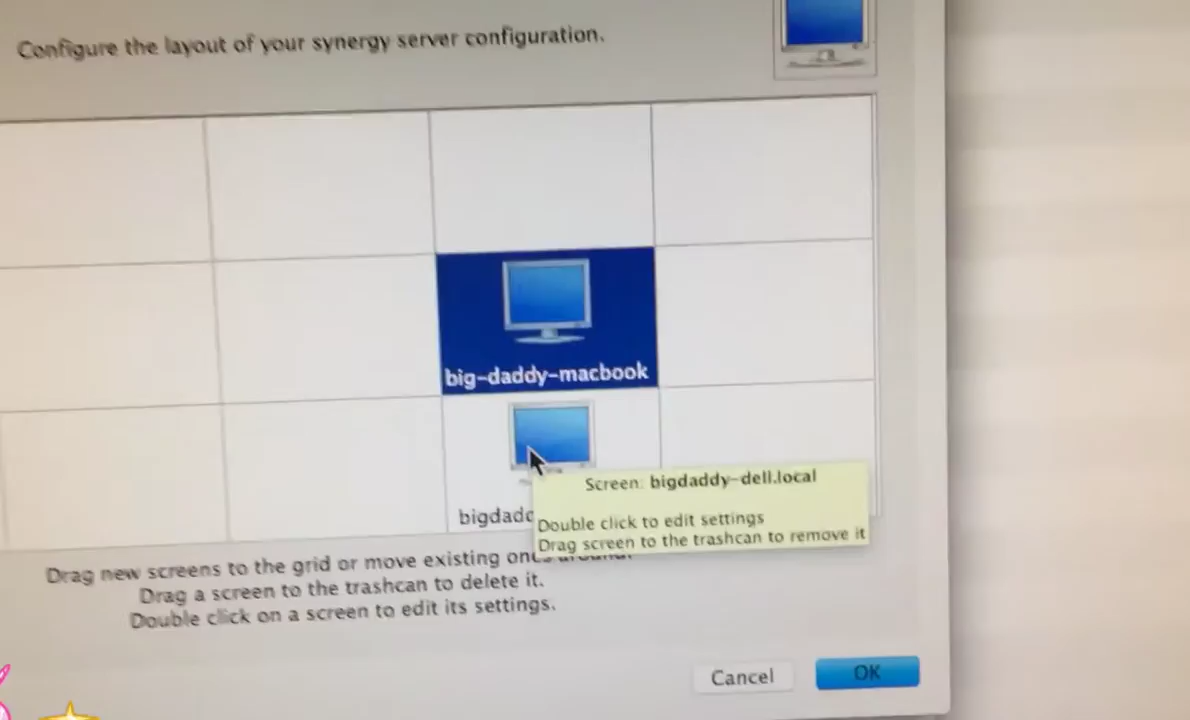 Configure the layout of your synergy server configuration.
big-daddy-macbook
Screen: bigdaddy-dell.local
bigdadd
Double click to edit settings
Drag screen to the trashcan to remove it
Drag new screens to the grid or move existing ones around.
Drag a screen to the trashcan to delete it.
Double click on a screen to edit its settings.
Cancel
OK